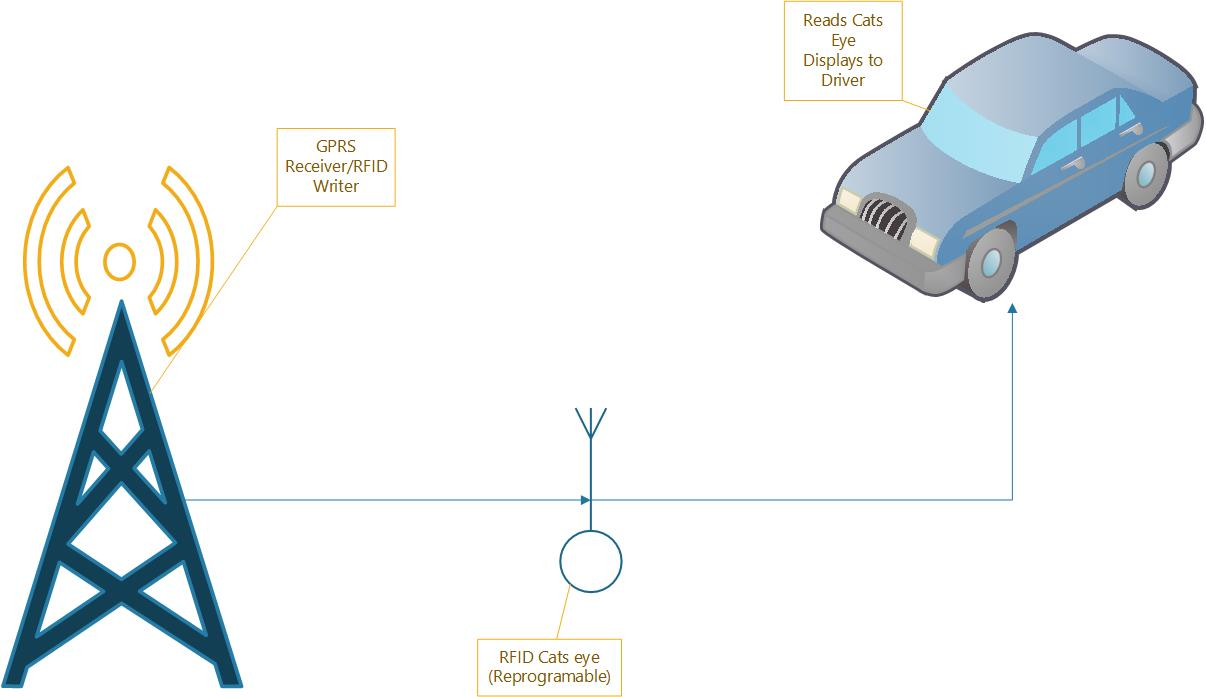 Reads Cats
Eye
Displays to
Driver
GPRS
Receiver/RFID
Writer
RFID Cats eye
(Reprogramable)